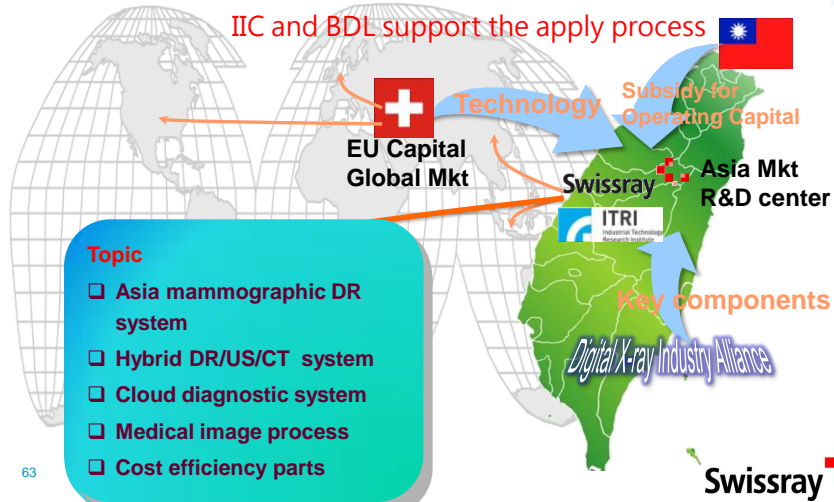 IIC and BDL support the apply process
Technology
Subsidy for
Operating Capital
EU Capital
Global Mkt
Swissray
Asia Mkt
R&D center
ITRI
Industrial Technology
Research Institute
Topic
❑ Asia mammographic DR
system
❑ Hybrid DR/US/CT system
❑ Cloud diagnostic system
❑ Medical image process
❑ Cost efficiency parts
Key components
Digital X-ray Industry Alliance
63
Swissray